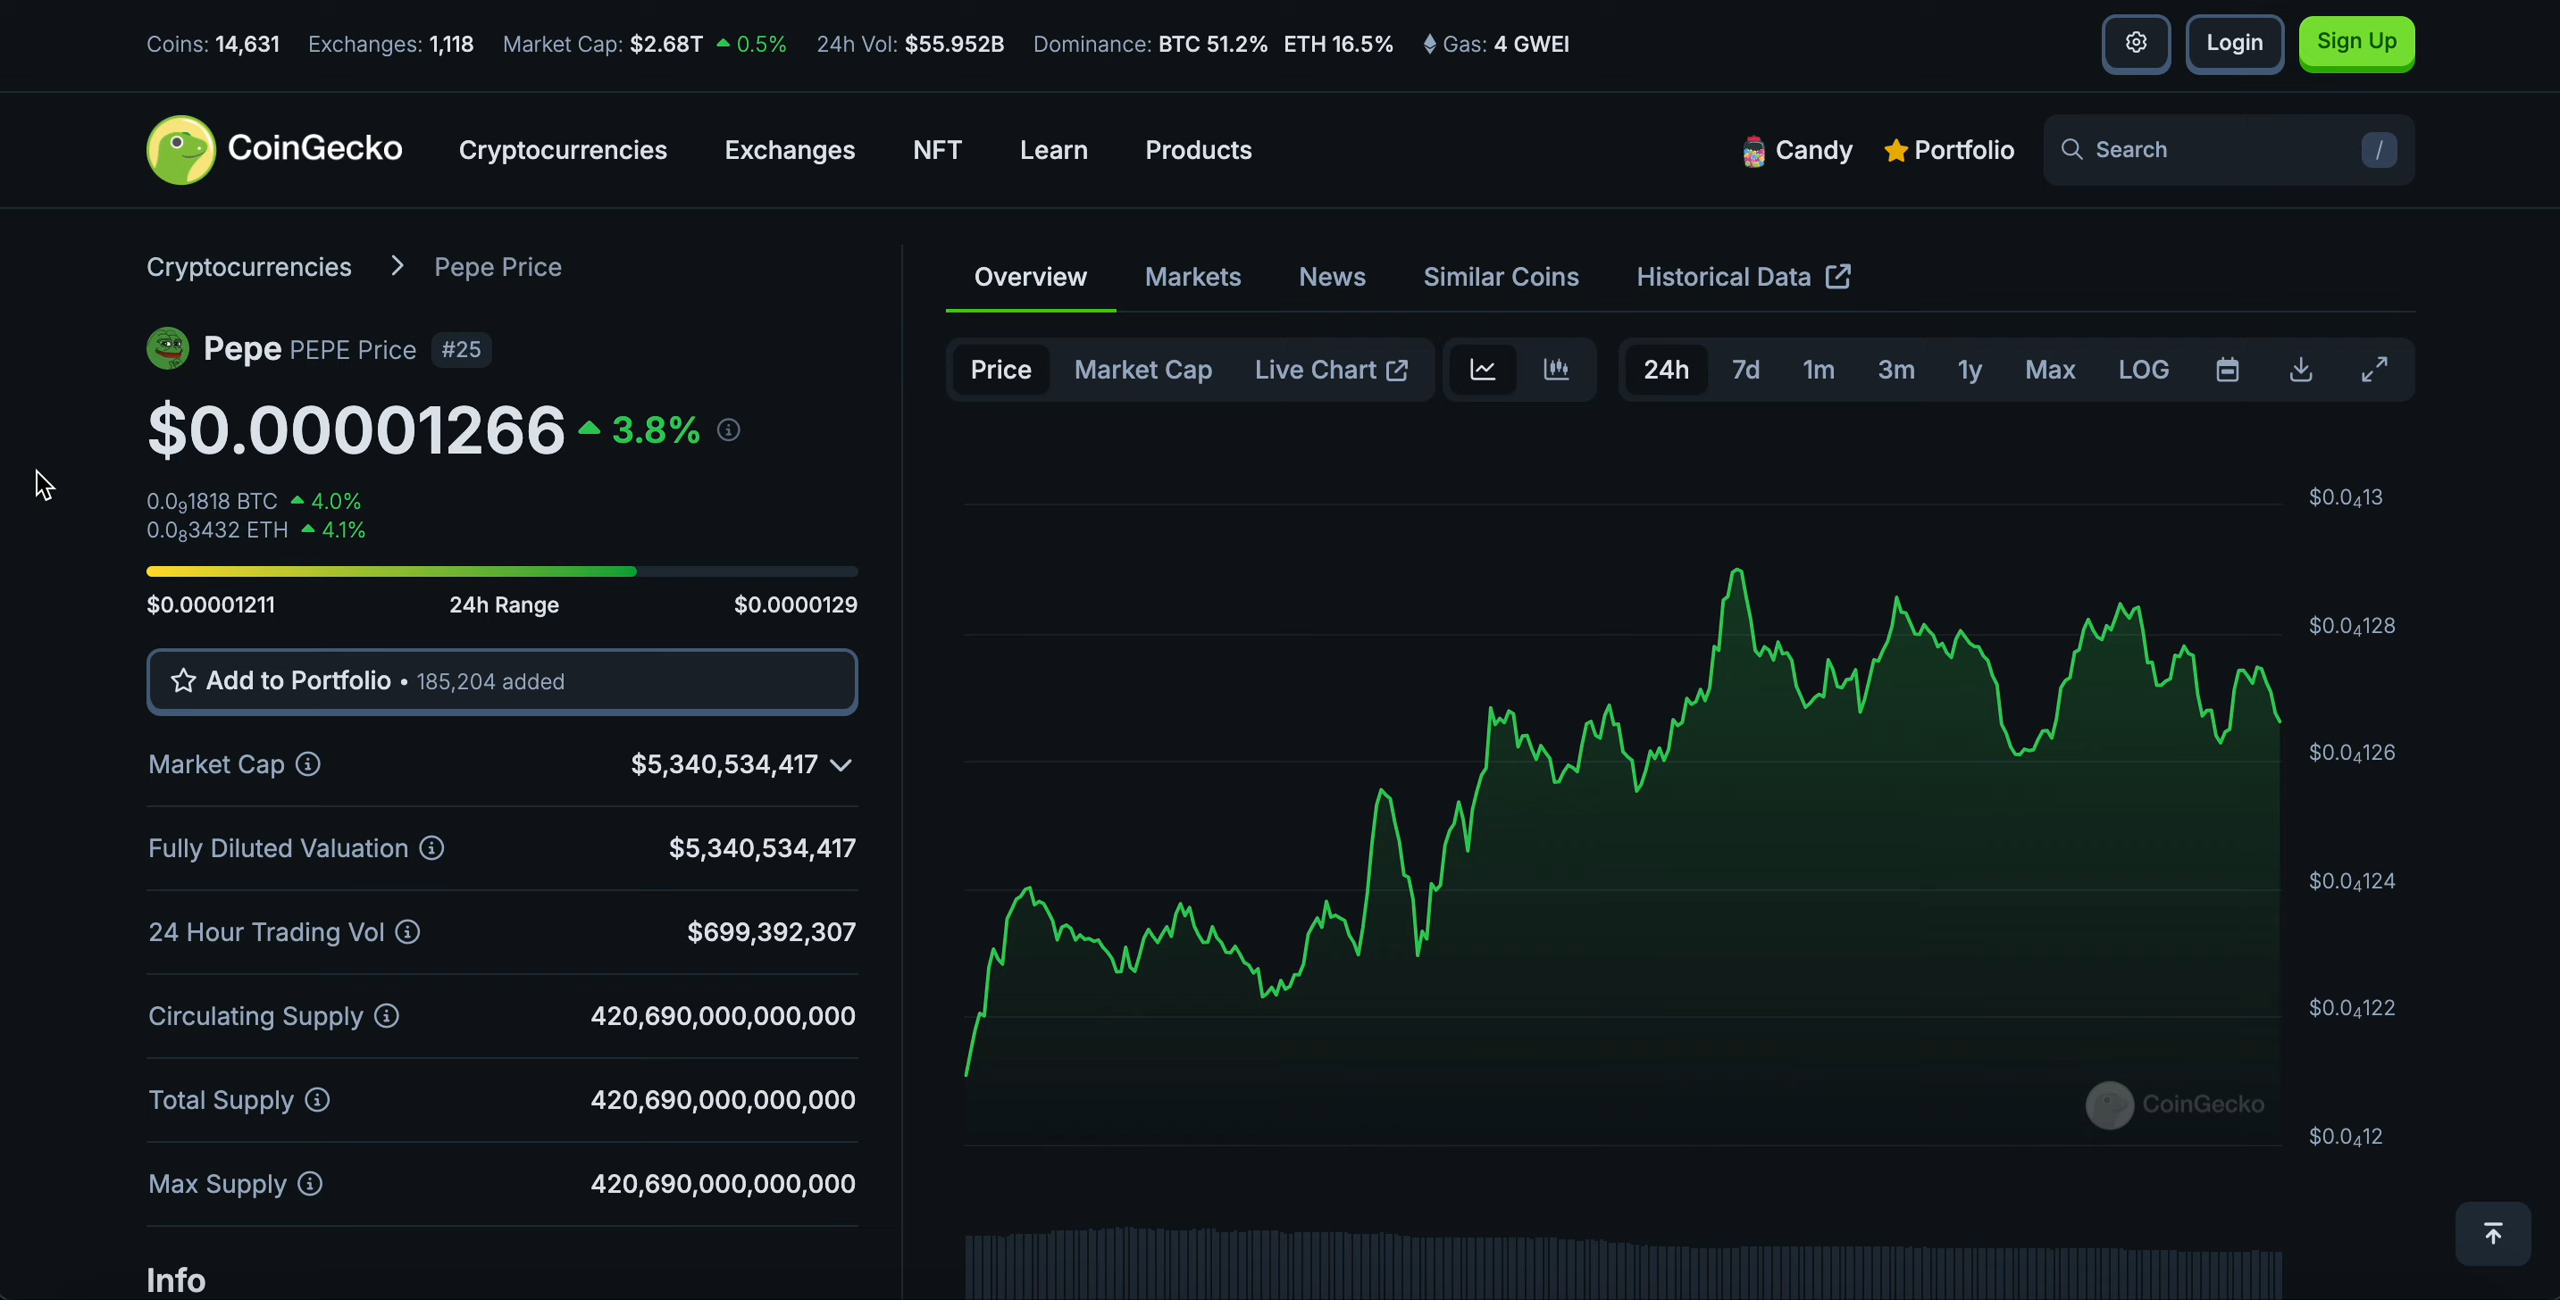 Coins: 14,631 Exchanges: 1,118 Market Cap: $2.68T 0.5% 24h Vol: $55.952B Dominance: BTC 51.2% ETH 16.5% Gas: 4 GWEI
Login
Sign Up
CoinGecko Cryptocurrencies Exchanges NFT Learn Products Candy Portfolio Search /
Cryptocurrencies > Pepe Price
Pepe PEPE Price #25
$0.00001266 3.8%
0.0₉1818 BTC 4.0%
0.0₈3432 ETH 4.1%
$0.00001211 24h Range $0.0000129
Add to Portfolio • 185,204 added
Market Cap $5,340,534,417
Fully Diluted Valuation $5,340,534,417
24 Hour Trading Vol $699,392,307
Circulating Supply 420,690,000,000,000
Total Supply 420,690,000,000,000
Max Supply 420,690,000,000,000
Info
Overview Markets News Similar Coins Historical Data
Price Market Cap Live Chart 24h 7d 1m 3m 1y Max LOG
$0.0₄13
$0.0₄128
$0.0₄126
$0.0₄124
$0.0₄122
$0.0₄12
CoinGecko